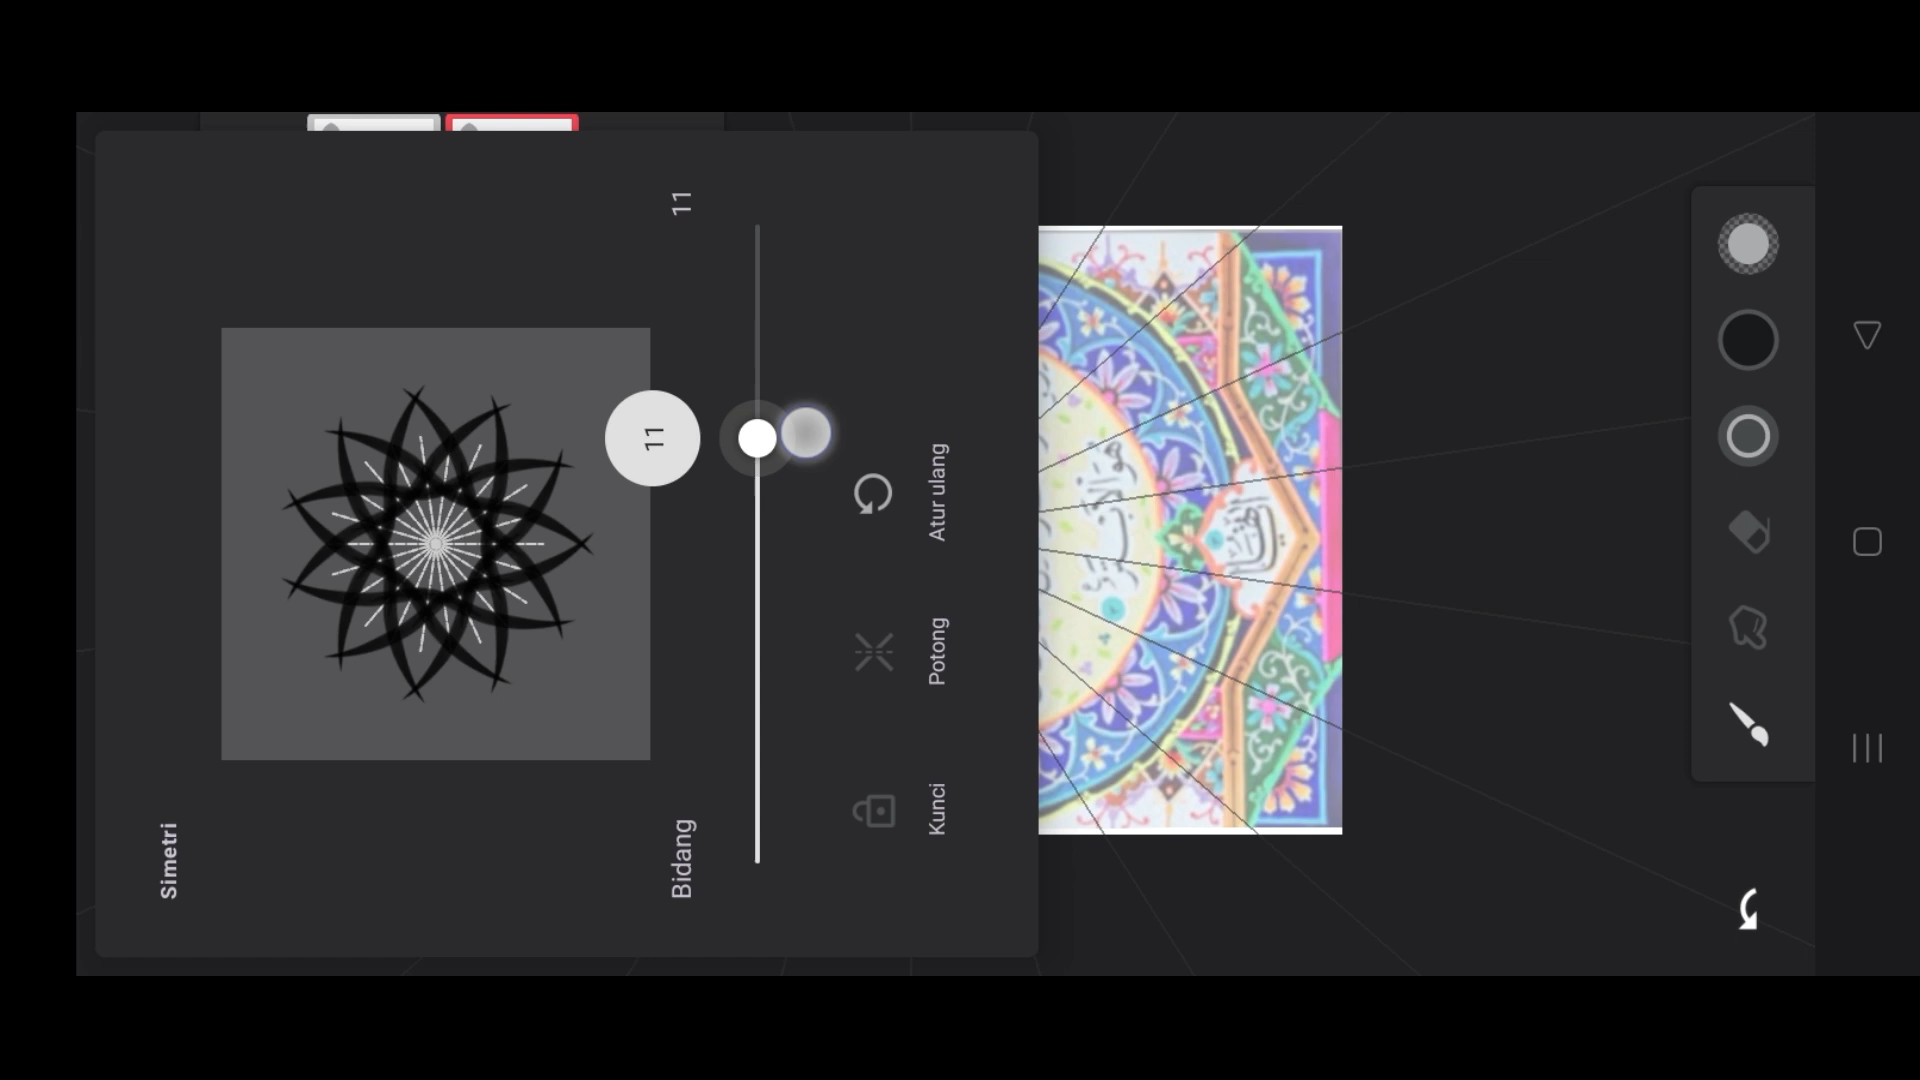 Simetri
Bidang
11
11
Kunci
Potong
Atur ulang